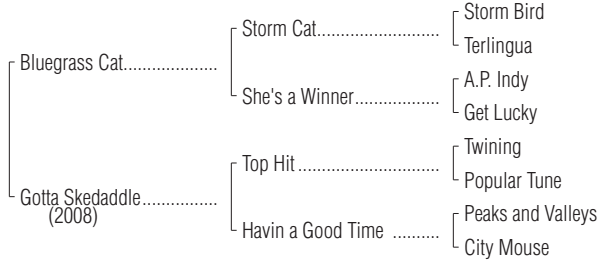 Storm Bird
Storm Cat..............................
Terlingua
Bluegrass Cat....................
A.P. Indy
She's a Winner..................
Get Lucky
Twining
Top Hit ..............................
Popular Tune
Gotta Skedaddle................
(2008)
Peaks and Valleys
Havin a Good Time ..........
City Mouse